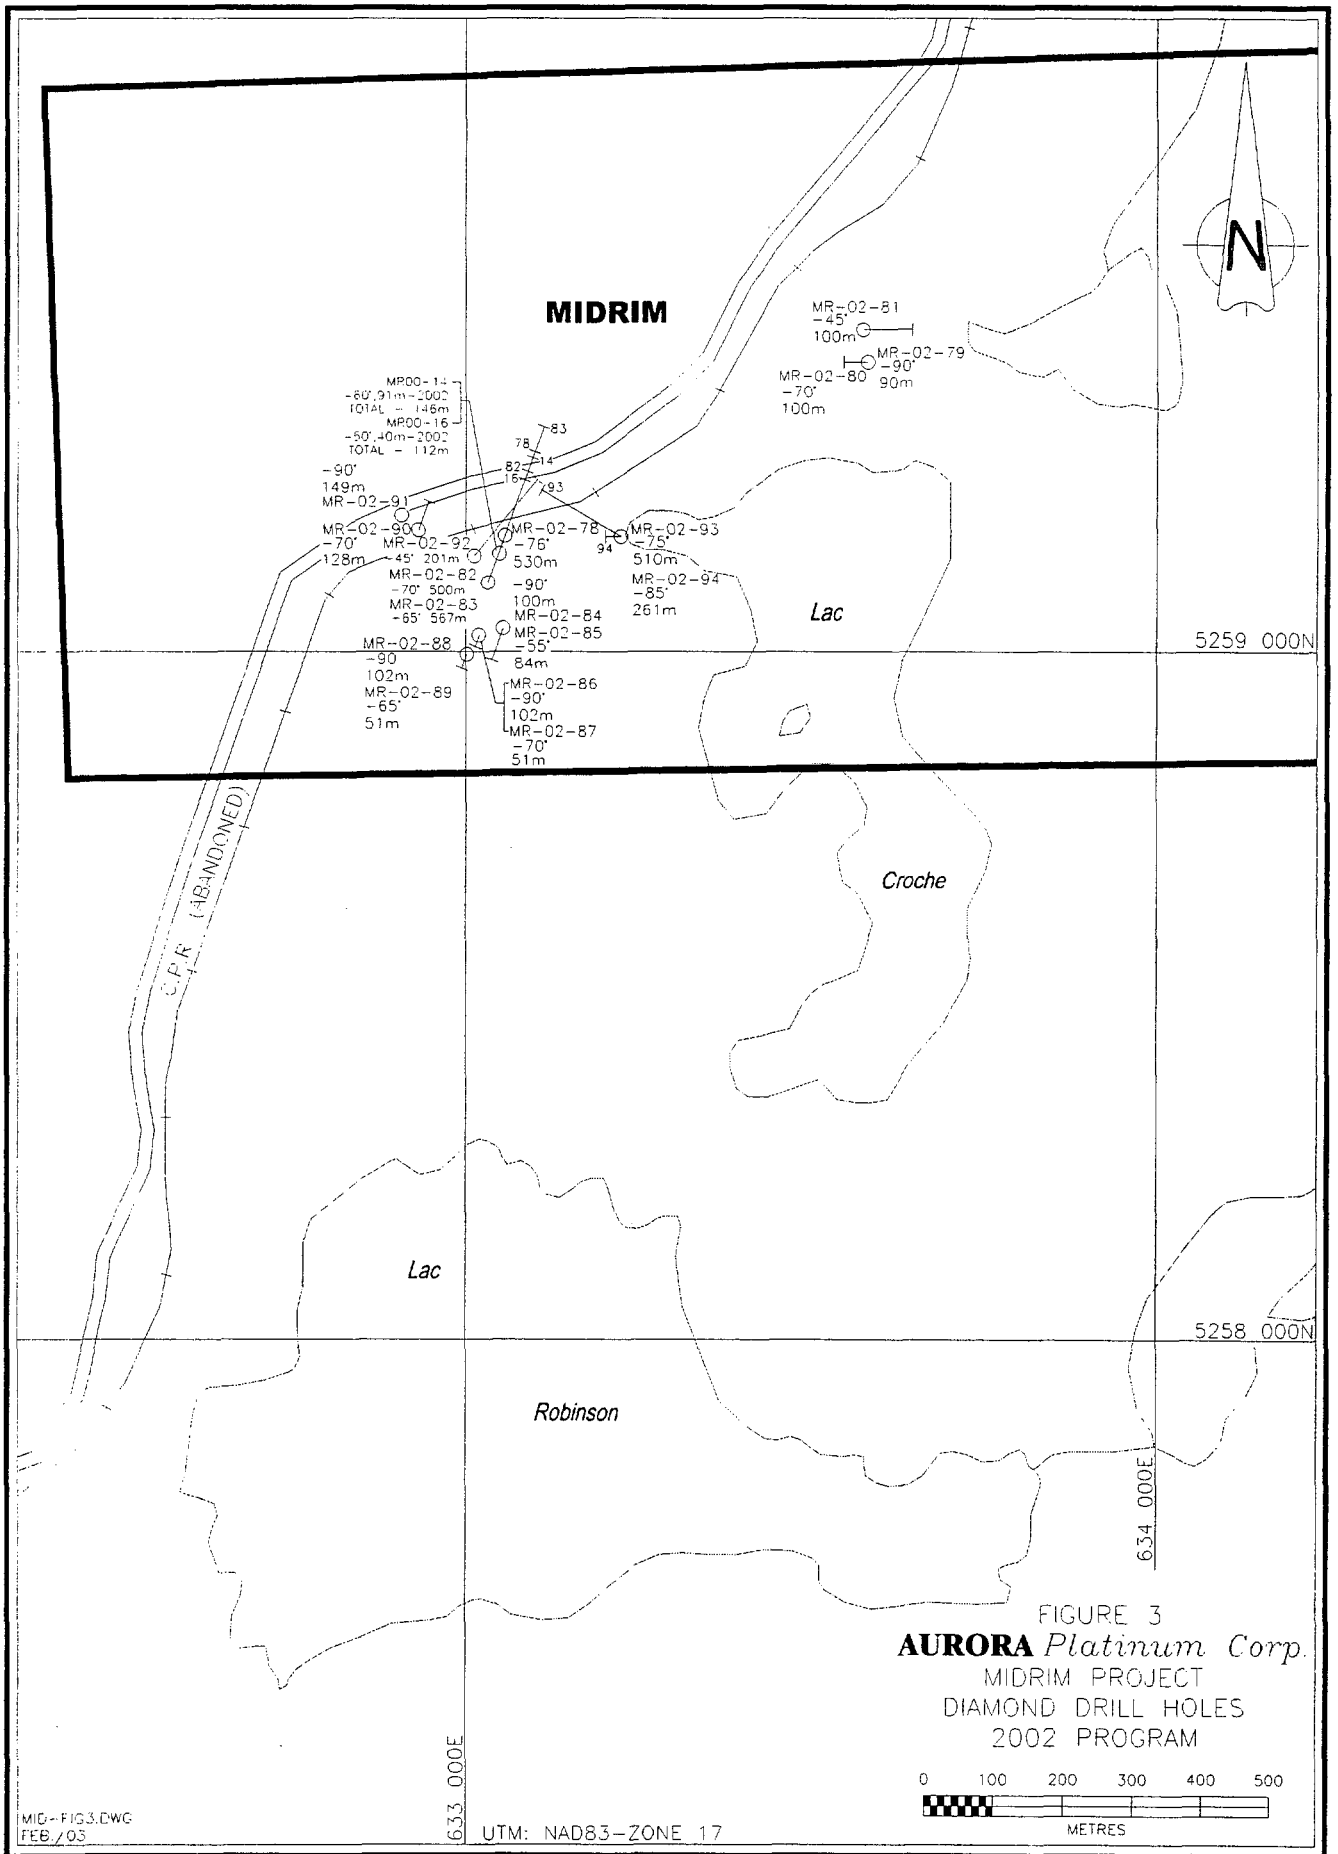 MIDRIM
MR-02-81
-45°
100m
MR-02-79
-90°
90m
MR-02-80
-70°
100m
MR00-14
-60°,91m-2002
TOTAL - 146m
MR00-16
-50°,40m-2002
TOTAL - 112m
83
78
14
82
16
93
-90°
149m
MR-02-91
MR-02-90
-70°
128m
MR-02-92
-45° 201m
MR-02-78
-76°
530m
MR-02-82
-70° 500m
MR-02-83
-65° 567m
MR-02-93
-75°
510m
94
MR-02-94
-85°
261m
-90°
100m
MR-02-84
MR-02-85
-55°
84m
MR-02-88
-90
102m
MR-02-89
-65°
51m
MR-02-86
-90°
102m
MR-02-87
-70°
51m
N
Lac
Croche
5259 000N
C.P.R (ABANDONED)
Lac
Robinson
5258 000N
634 000E
633 000E
FIGURE 3
AURORA Platinum Corp.
MIDRIM PROJECT
DIAMOND DRILL HOLES
2002 PROGRAM
0 100 200 300 400 500
METRES
MID-FIG3.DWG
FEB./03
UTM: NAD83-ZONE 17